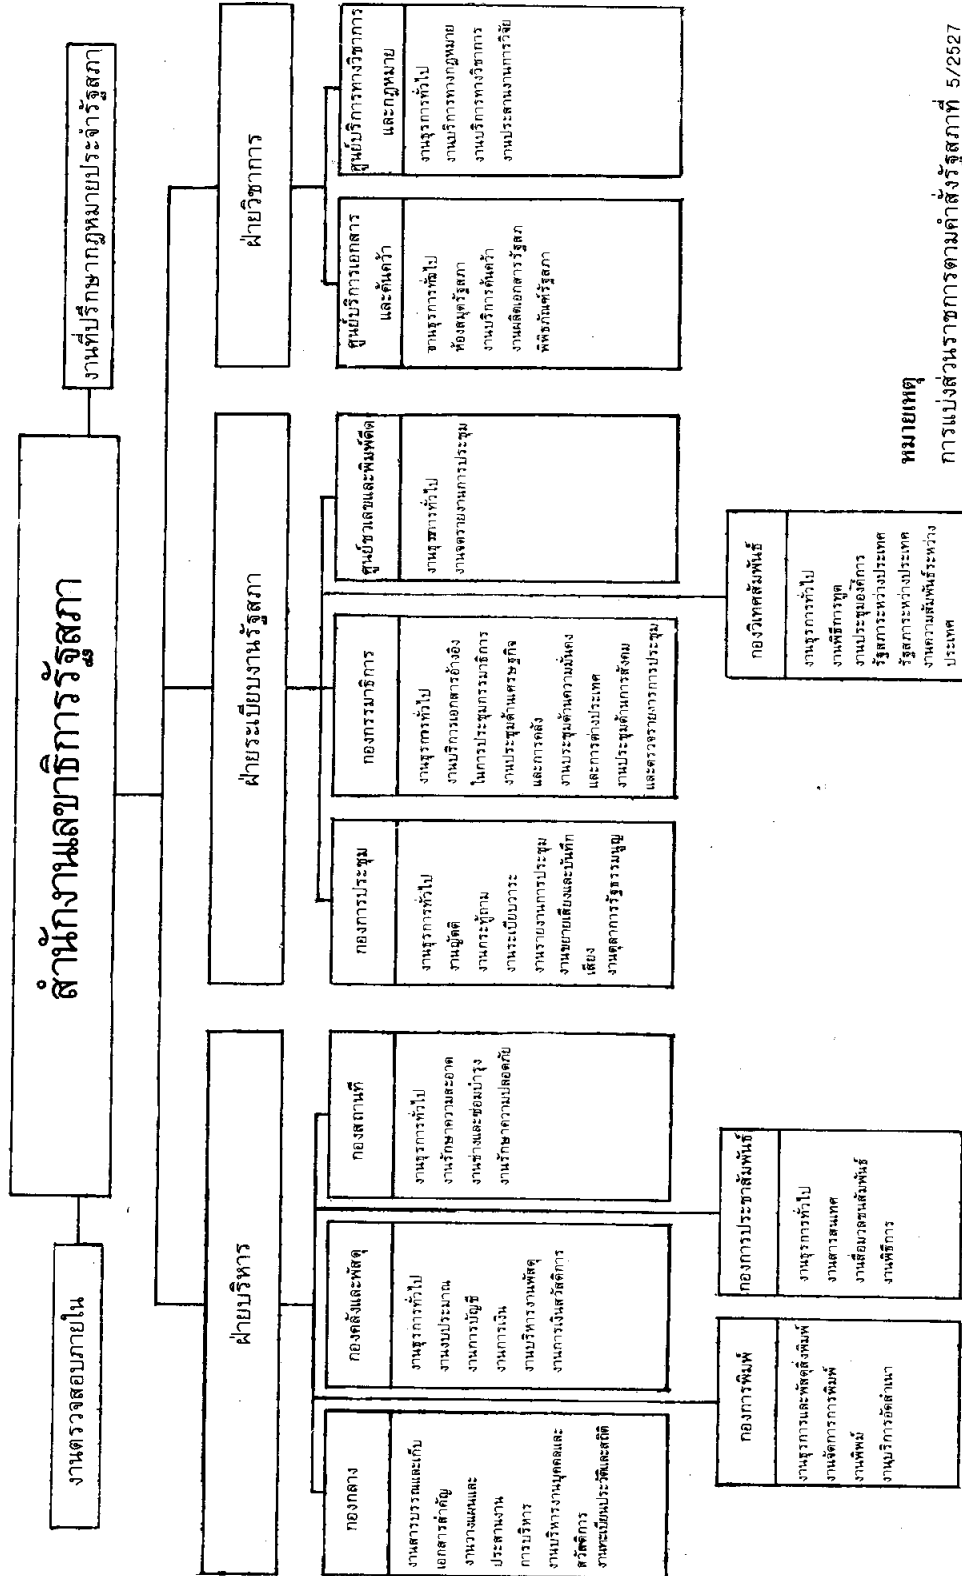 สำนักงานเลขาธิการรัฐสภา
งานตรวจสอบภายใน
งานที่ปรึกษากฎหมายประจำรัฐสภา
ฝ่ายบริหาร
ฝ่ายระเบียบงานรัฐสภา
ฝ่ายวิชาการ
กองกลาง
งานสารบรรณและเก็บ
เอกสารสำคัญ
งานวางแผนและ
ประสานงาน
การบริหาร
งานบริหารงานบุคคลและ
สวัสดิการ
งานทะเบียนประวัติและสถิติ
กองคลังและพัสดุ
งานธุรการทั่วไป
งานงบประมาณ
งานการบัญชี
งานการเงิน
งานบริหารงานพัสดุ
งานการเงินสวัสดิการ
กองสถานที่
งานธุรการทั่วไป
งานรักษาความสะอาด
งานช่างและซ่อมบำรุง
งานรักษาความปลอดภัย
กองการพิมพ์
งานธุรการและพัสดุสิ่งพิมพ์
งานจัดการการพิมพ์
งานพิมพ์
งานบริการอัดสำเนา
กองการประชาสัมพันธ์
งานธุรการทั่วไป
งานสารสนเทศ
งานสื่อมวลชนสัมพันธ์
งานพิธีการ
กองการประชุม
งานธุรการทั่วไป
งานญัตติ
งานกระทู้ถาม
งานระเบียบวาระ
งานรายงานการประชุม
งานขยายเสียงและบันทึก
เสียง
งานตุลาการรัฐธรรมนูญ
กองกรรมาธิการ
งานธุรการทั่วไป
งานบริการเอกสารอ้างอิง
ในการประชุมกรรมาธิการ
งานประชุมด้านเศรษฐกิจ
และการคลัง
งานประชุมด้านความมั่นคง
และการต่างประเทศ
งานประชุมด้านการสังคม
และตรวจรายงานการประชุม
ศูนย์ชวเลขและพิมพ์ดีด
งานธุรการทั่วไป
งานจดรายงานการประชุม
กองวิเทศสัมพันธ์
งานธุรการทั่วไป
งานพิธีการทูต
งานประชุมองค์การ
รัฐสภาระหว่างประเทศ
รัฐสภาระหว่างประเทศ
งานความสัมพันธ์ระหว่าง
ประเทศ
ศูนย์บริการเอกสาร
และค้นคว้า
งานธุรการทั่วไป
ห้องสมุดรัฐสภา
งานบริการค้นคว้า
งานผลิตเอกสารรัฐสภ
พิพิธภัณฑ์รัฐสภา
ศูนย์บริการทางวิชาการ
และกฎหมาย
งานธุรการทั่วไป
งานบริการทางกฎหมาย
งานบริการทางวิชาการ
งานประสานงานการวิจัย
หมายเหตุ
การแบ่งส่วนราชการตามคำสั่งรัฐสภาที่ 5/2527